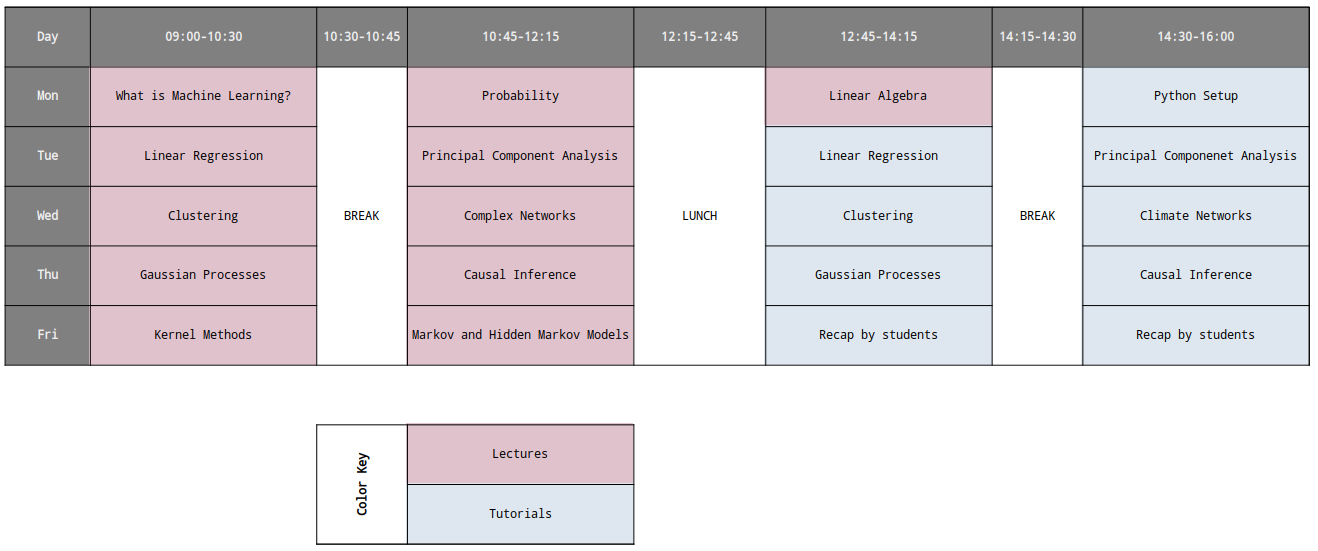 Day 09:00-10:30 10:30-10:45 10:45-12:15 12:15-12:45 12:45-14:15 14:15-14:30 14:30-16:00
Mon What is Machine Learning? Probability Linear Algebra Python Setup
Tue Linear Regression Principal Component Analysis Linear Regression Principal Componenet Analysis
Wed Clustering BREAK Complex Networks LUNCH Clustering BREAK Climate Networks
Thu Gaussian Processes Causal Inference Gaussian Processes Causal Inference
Fri Kernel Methods Markov and Hidden Markov Models Recap by students Recap by students
Color Key
Lectures
Tutorials